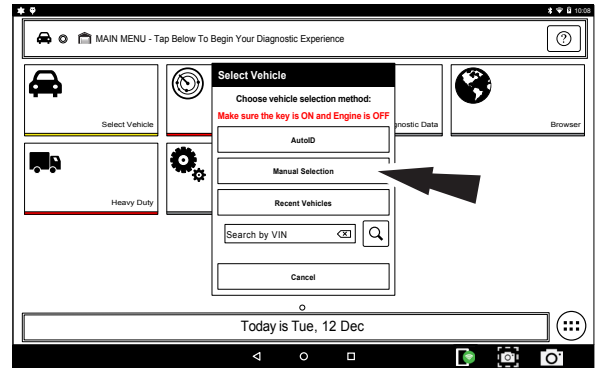 10:08
MAIN MENU - Tap Below To Begin Your Diagnostic Experience
Select Vehicle
Choose vehicle selection method:
Make sure the key is ON and Engine is OFF
AutoID
Manual Selection
Recent Vehicles
Search by VIN
Cancel
Select Vehicle
Heavy Duty
gnostic Data
Browser
Today is Tue, 12 Dec